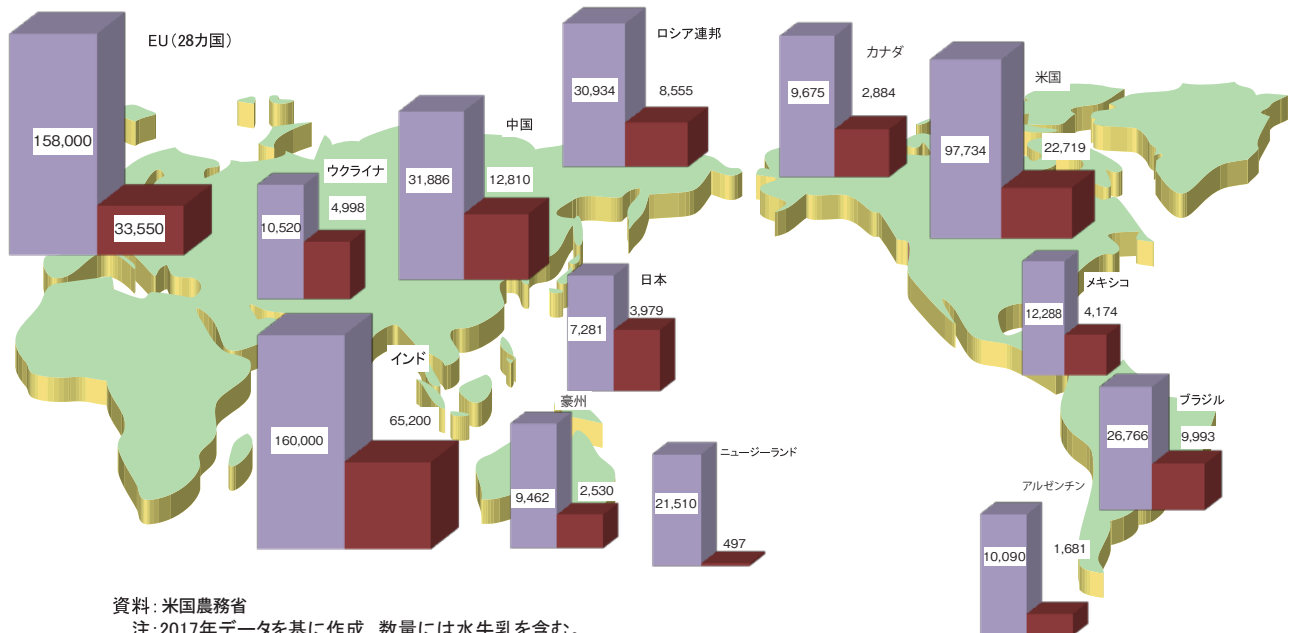 EU（28カ国）
158,000
33,550
ウクライナ
10,520
4,998
中国
31,886
12,810
ロシア連邦
30,934
8,555
カナダ
9,675
2,884
米国
97,734
22,719
日本
7,281
3,979
メキシコ
12,288
4,174
インド
160,000
65,200
豪州
9,462
2,530
ニュージーランド
21,510
497
ブラジル
26,766
9,993
アルゼンチン
10,090
1,681
資料：米国農務省
注：2017年データを基に作成。数量には水牛乳を含む。